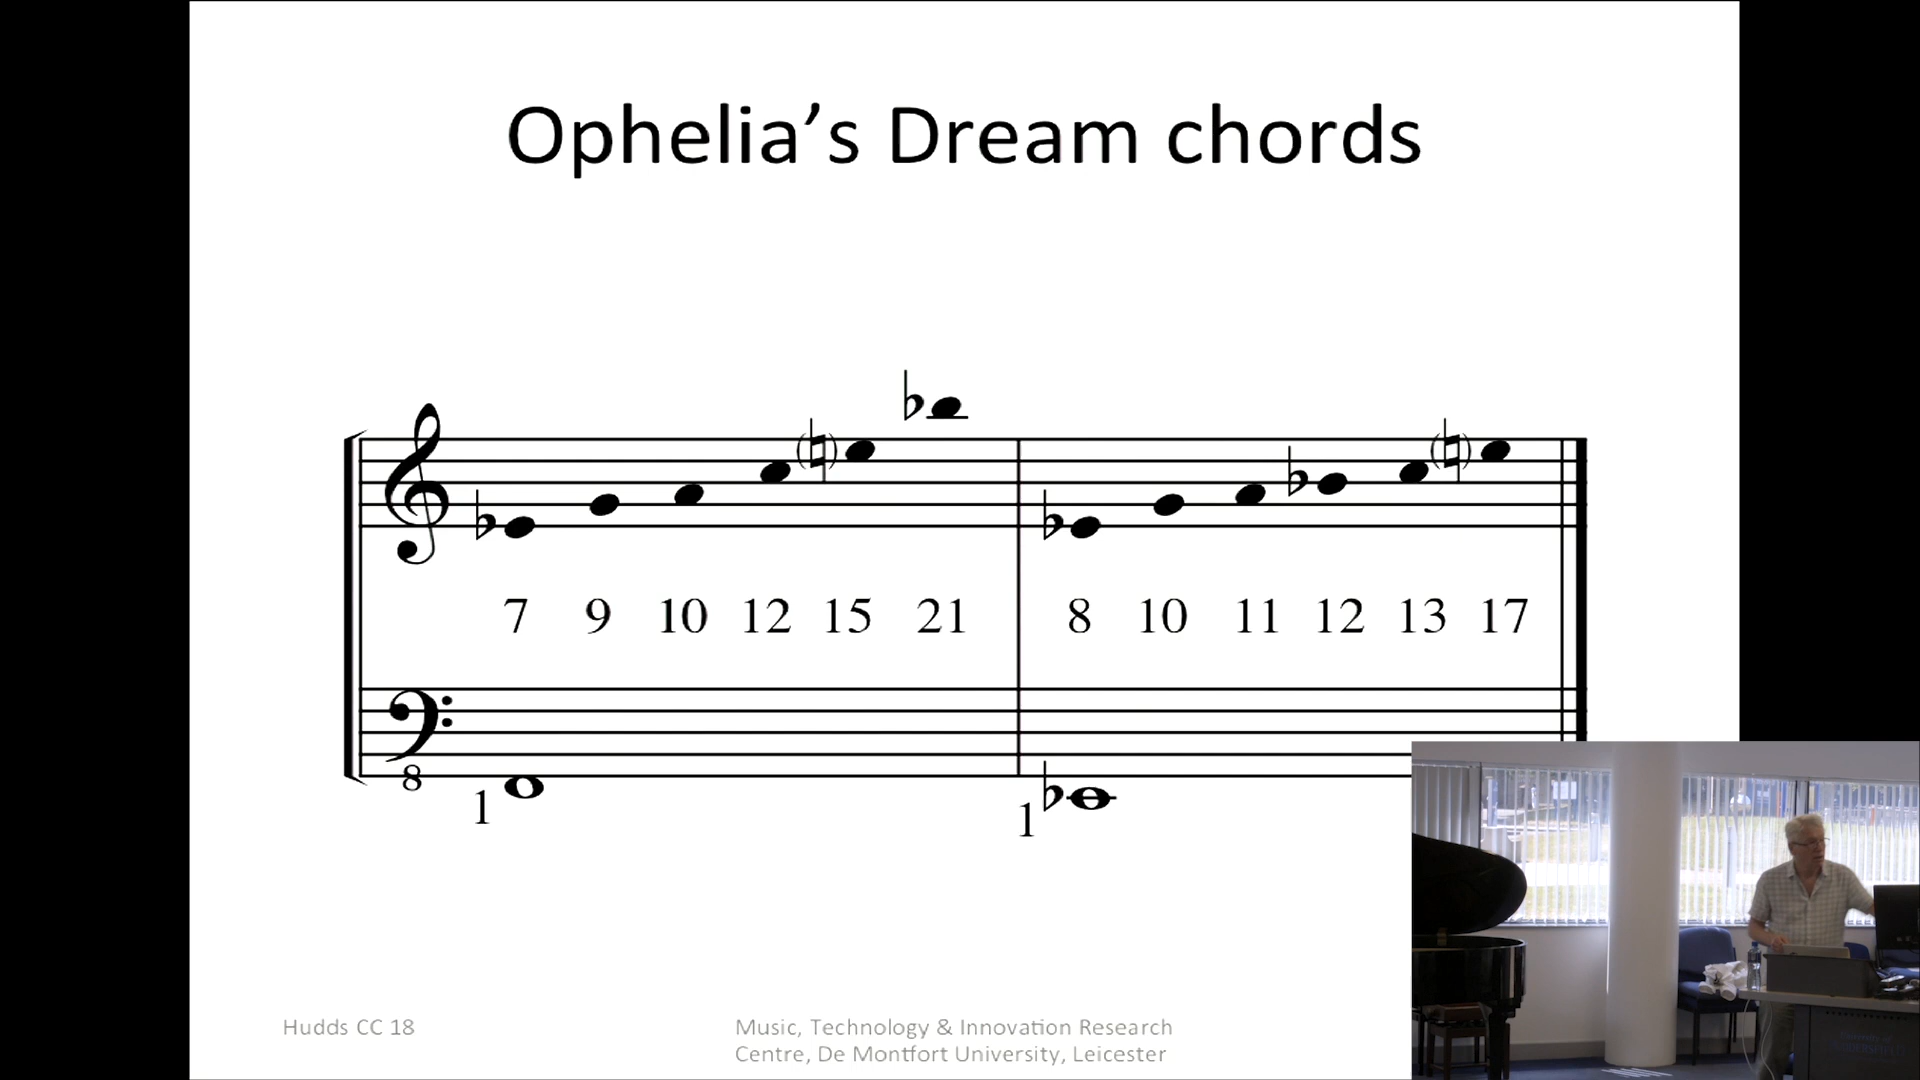 Ophelia’s Dream chords
7 9 10 12 15 21 8 10 11 12 13 17
8
1 1
Hudds CC 18
Music, Technology & Innovation Research
Centre, De Montfort University, Leicester